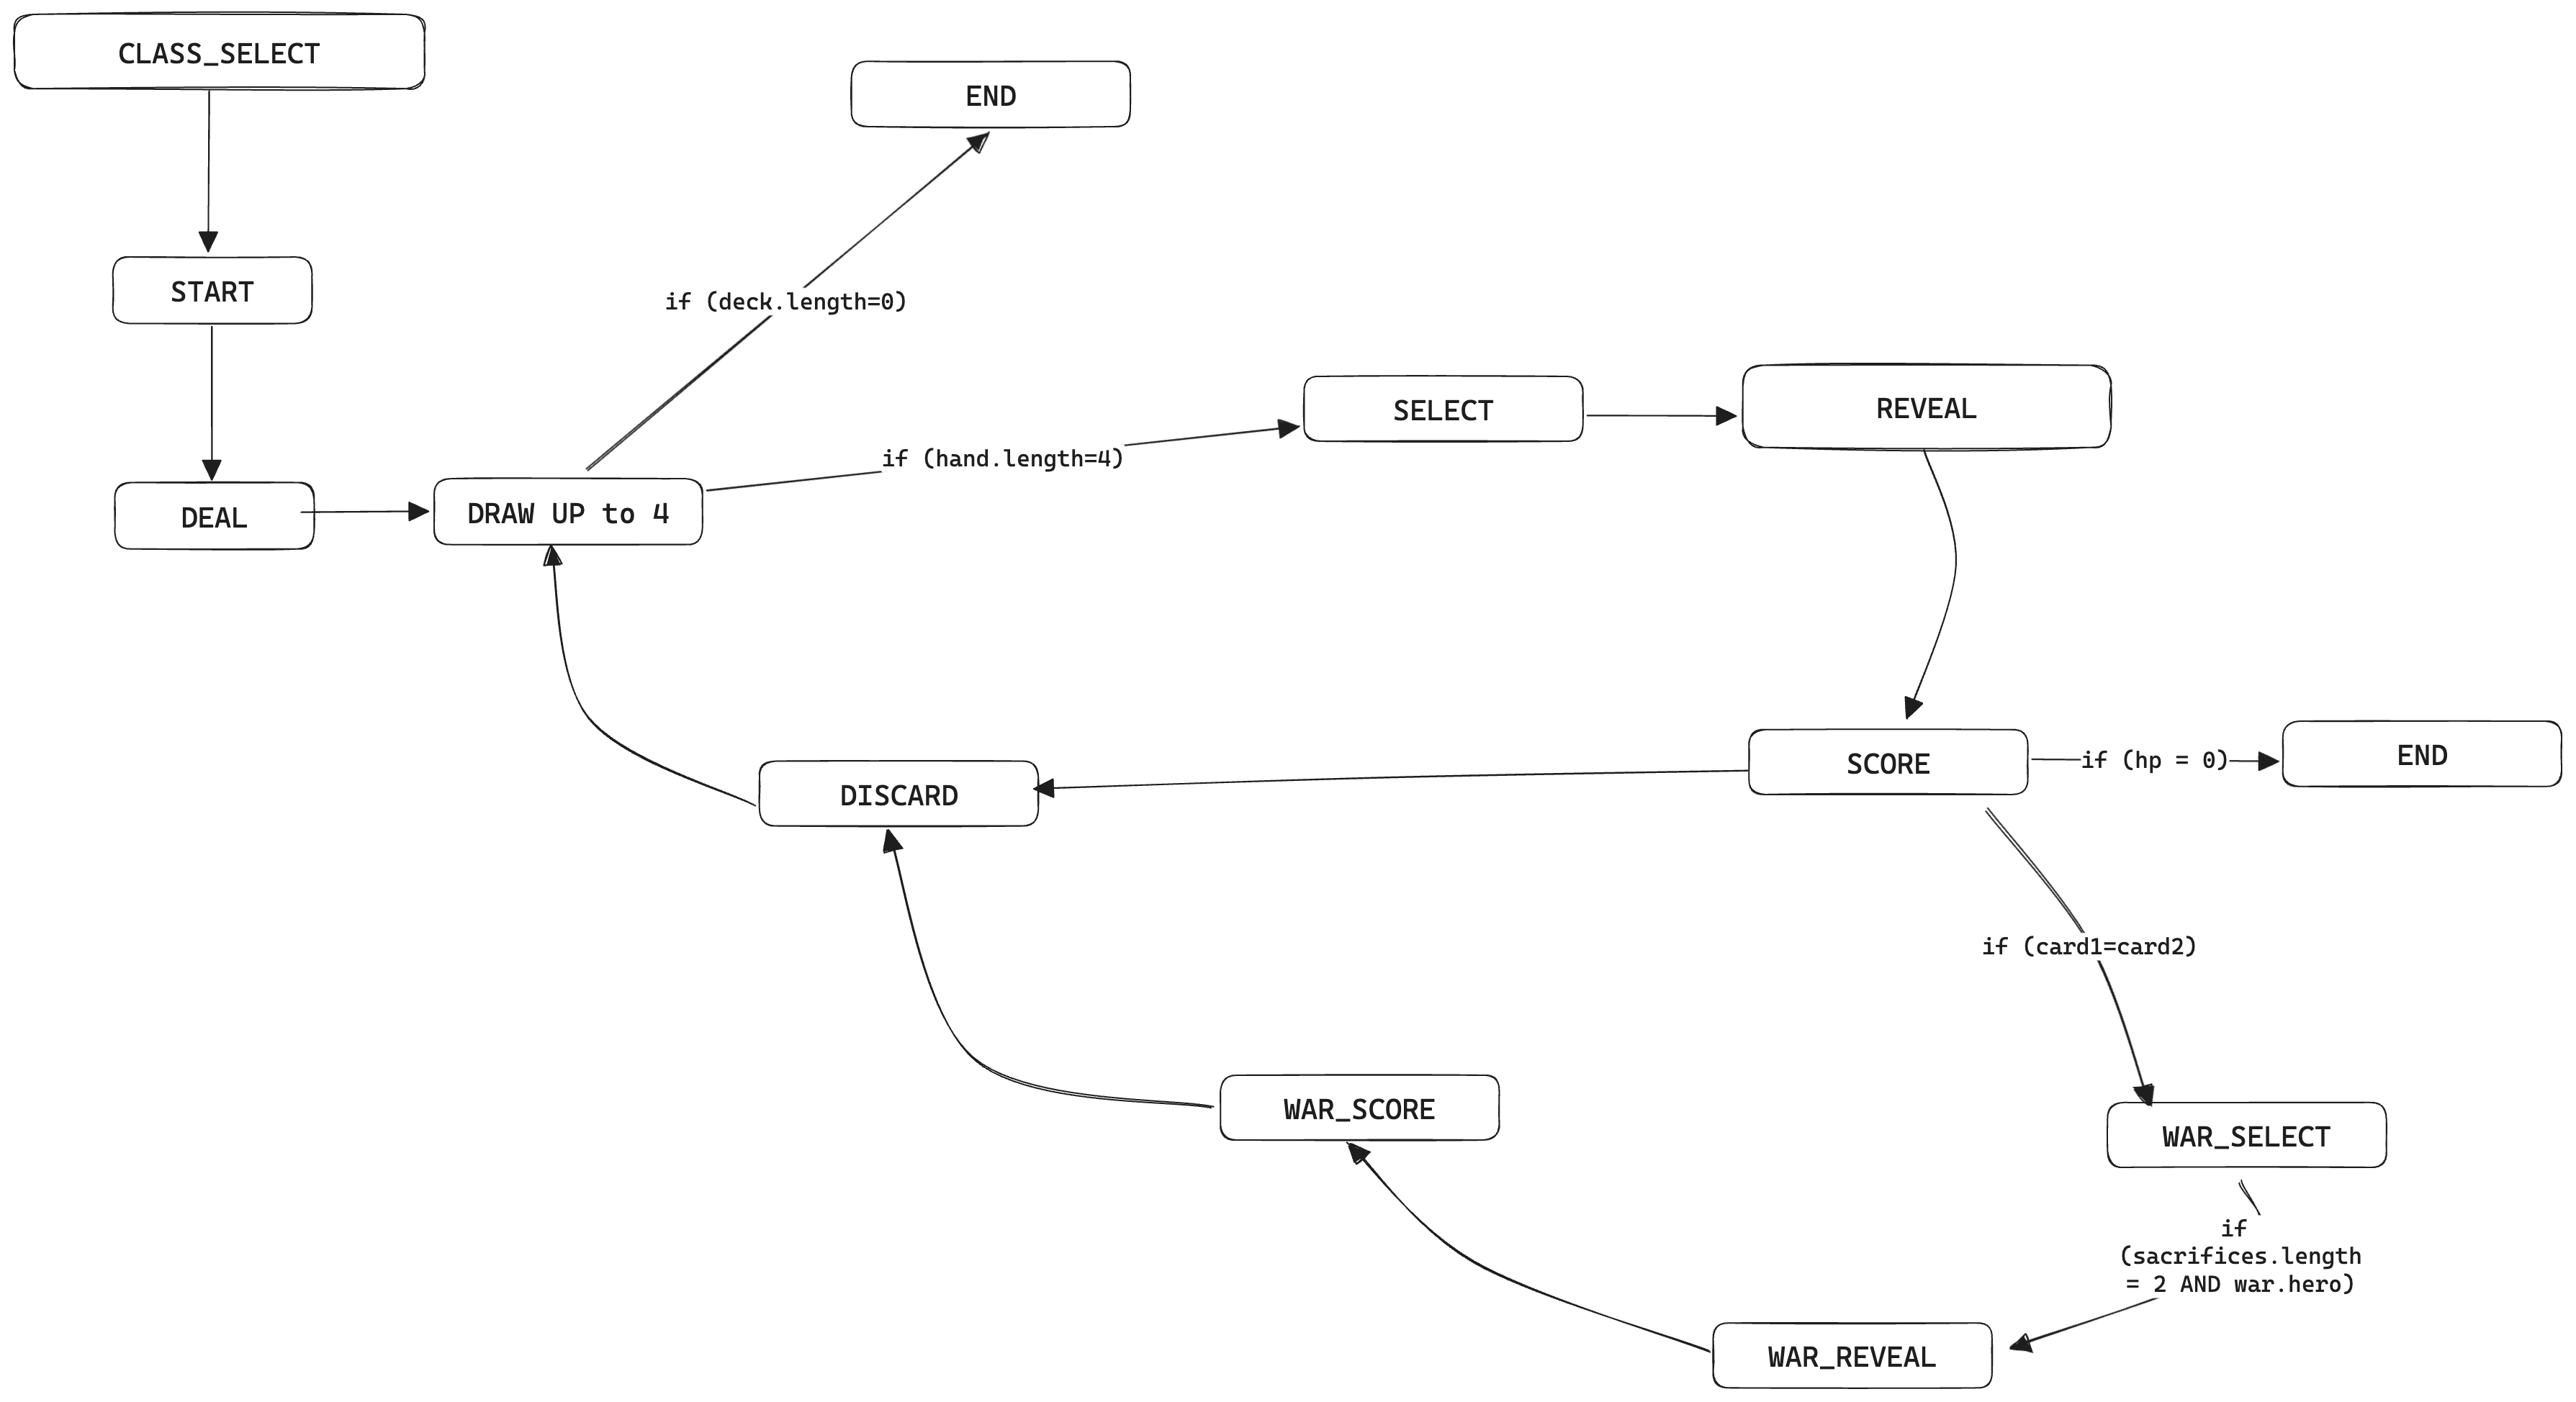 CLASS_SELECT
END
START
if (deck.length=0)
SELECT
REVEAL
if (hand.length=4)
DEAL
DRAW UP to 4
DISCARD
SCORE
if (hp = 0)
END
if (card1=card2)
WAR_SCORE
WAR_SELECT
if
(sacrifices.length
= 2 AND war.hero)
WAR_REVEAL